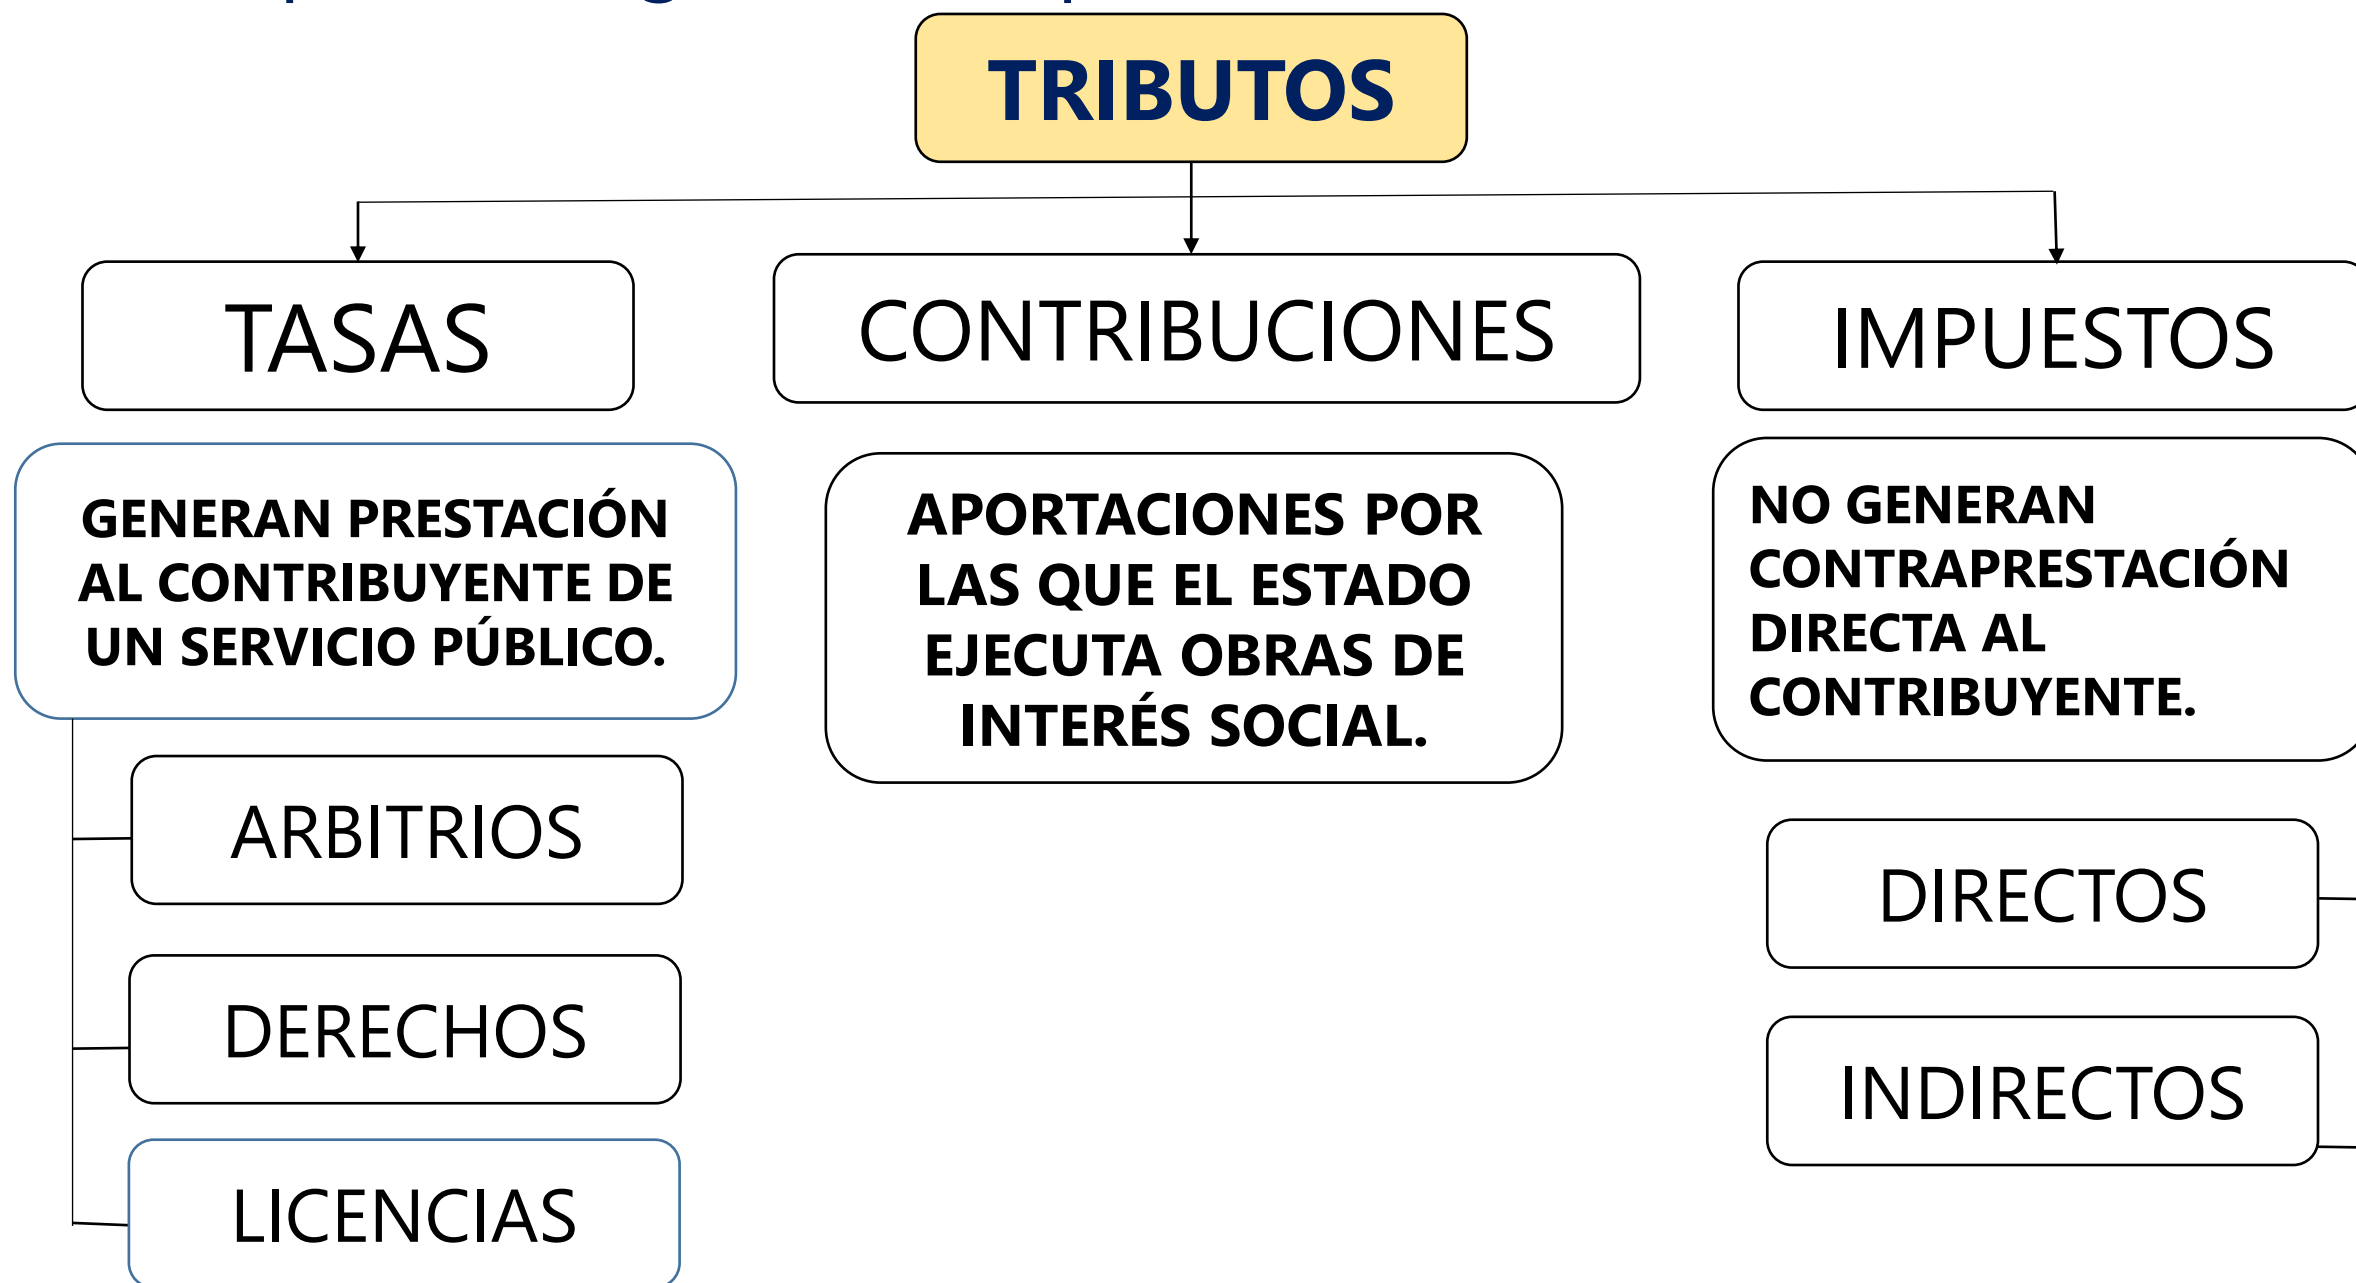 TRIBUTOS
TASAS
CONTRIBUCIONES
IMPUESTOS
GENERAN PRESTACIÓN
AL CONTRIBUYENTE DE
UN SERVICIO PÚBLICO.
APORTACIONES POR
LAS QUE EL ESTADO
EJECUTA OBRAS DE
INTERÉS SOCIAL.
NO GENERAN
CONTRAPRESTACIÓN
DIRECTA AL
CONTRIBUYENTE.
ARBITRIOS
DERECHOS
LICENCIAS
DIRECTOS
INDIRECTOS